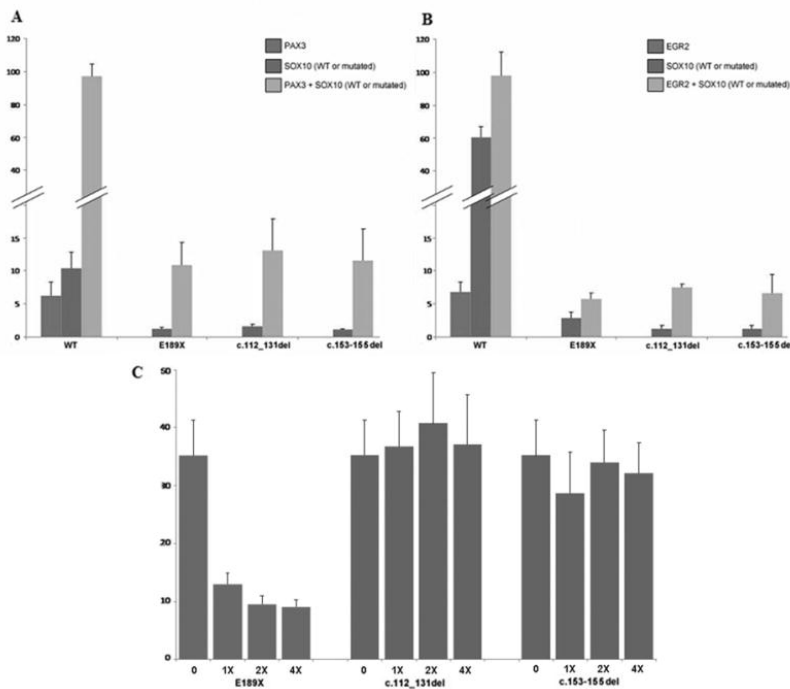 A
PAX3
SOX10 (WT or mutated)
PAX3 + SOX10 (WT or mutated)
120
100
80
60
40
15
10
5
0
WT E189X c.112_131del c.153-155del
B
EGR2
SOX10 (WT or mutated)
EGR2 + SOX10 (WT or mutated)
120
100
80
60
40
15
10
5
0
WT E189X c.112_131del c.153-155del
C
50
40
30
20
10
0
0 1X 2X 4X 0 1X 2X 4X 0 1X 2X 4X
E189X c.112_131del c.153-155del